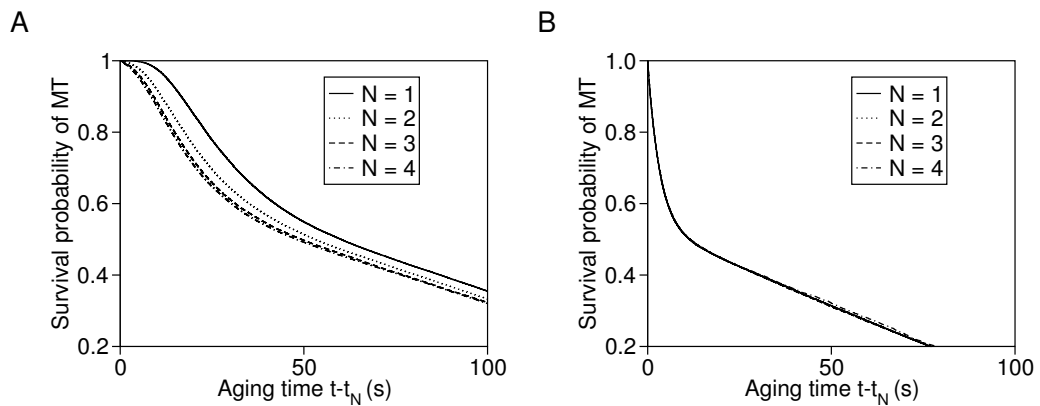 A
Survival probability of MT
1.0
0.8
0.6
0.4
0.2
0
50
100
Aging time t-t_N (s)
N = 1
N = 2
N = 3
N = 4
B
Survival probability of MT
1.0
0.8
0.6
0.4
0.2
0
50
100
Aging time t-t_N (s)
N = 1
N = 2
N = 3
N = 4